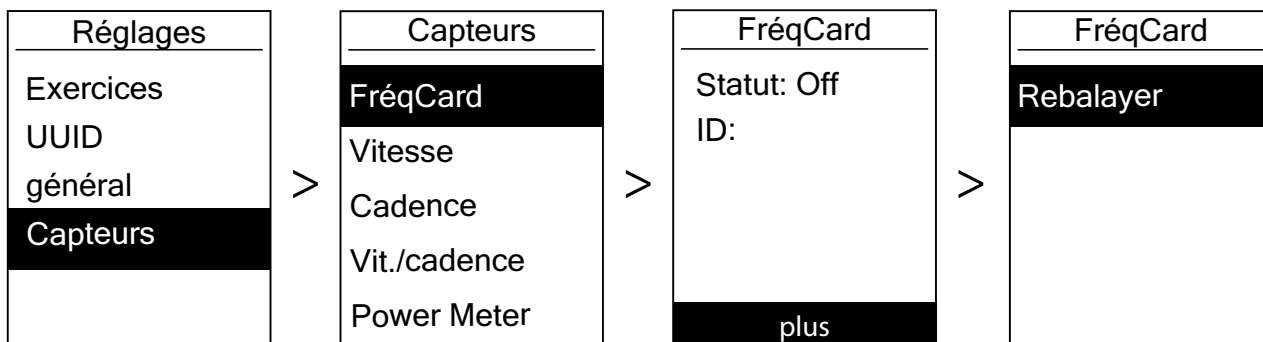 Réglages
Exercices
UUID
général
Capteurs
>
Capteurs
FréqCard
Vitesse
Cadence
Vit./cadence
Power Meter
>
FréqCard
Statut: Off
ID:
plus
>
FréqCard
Rebalayer